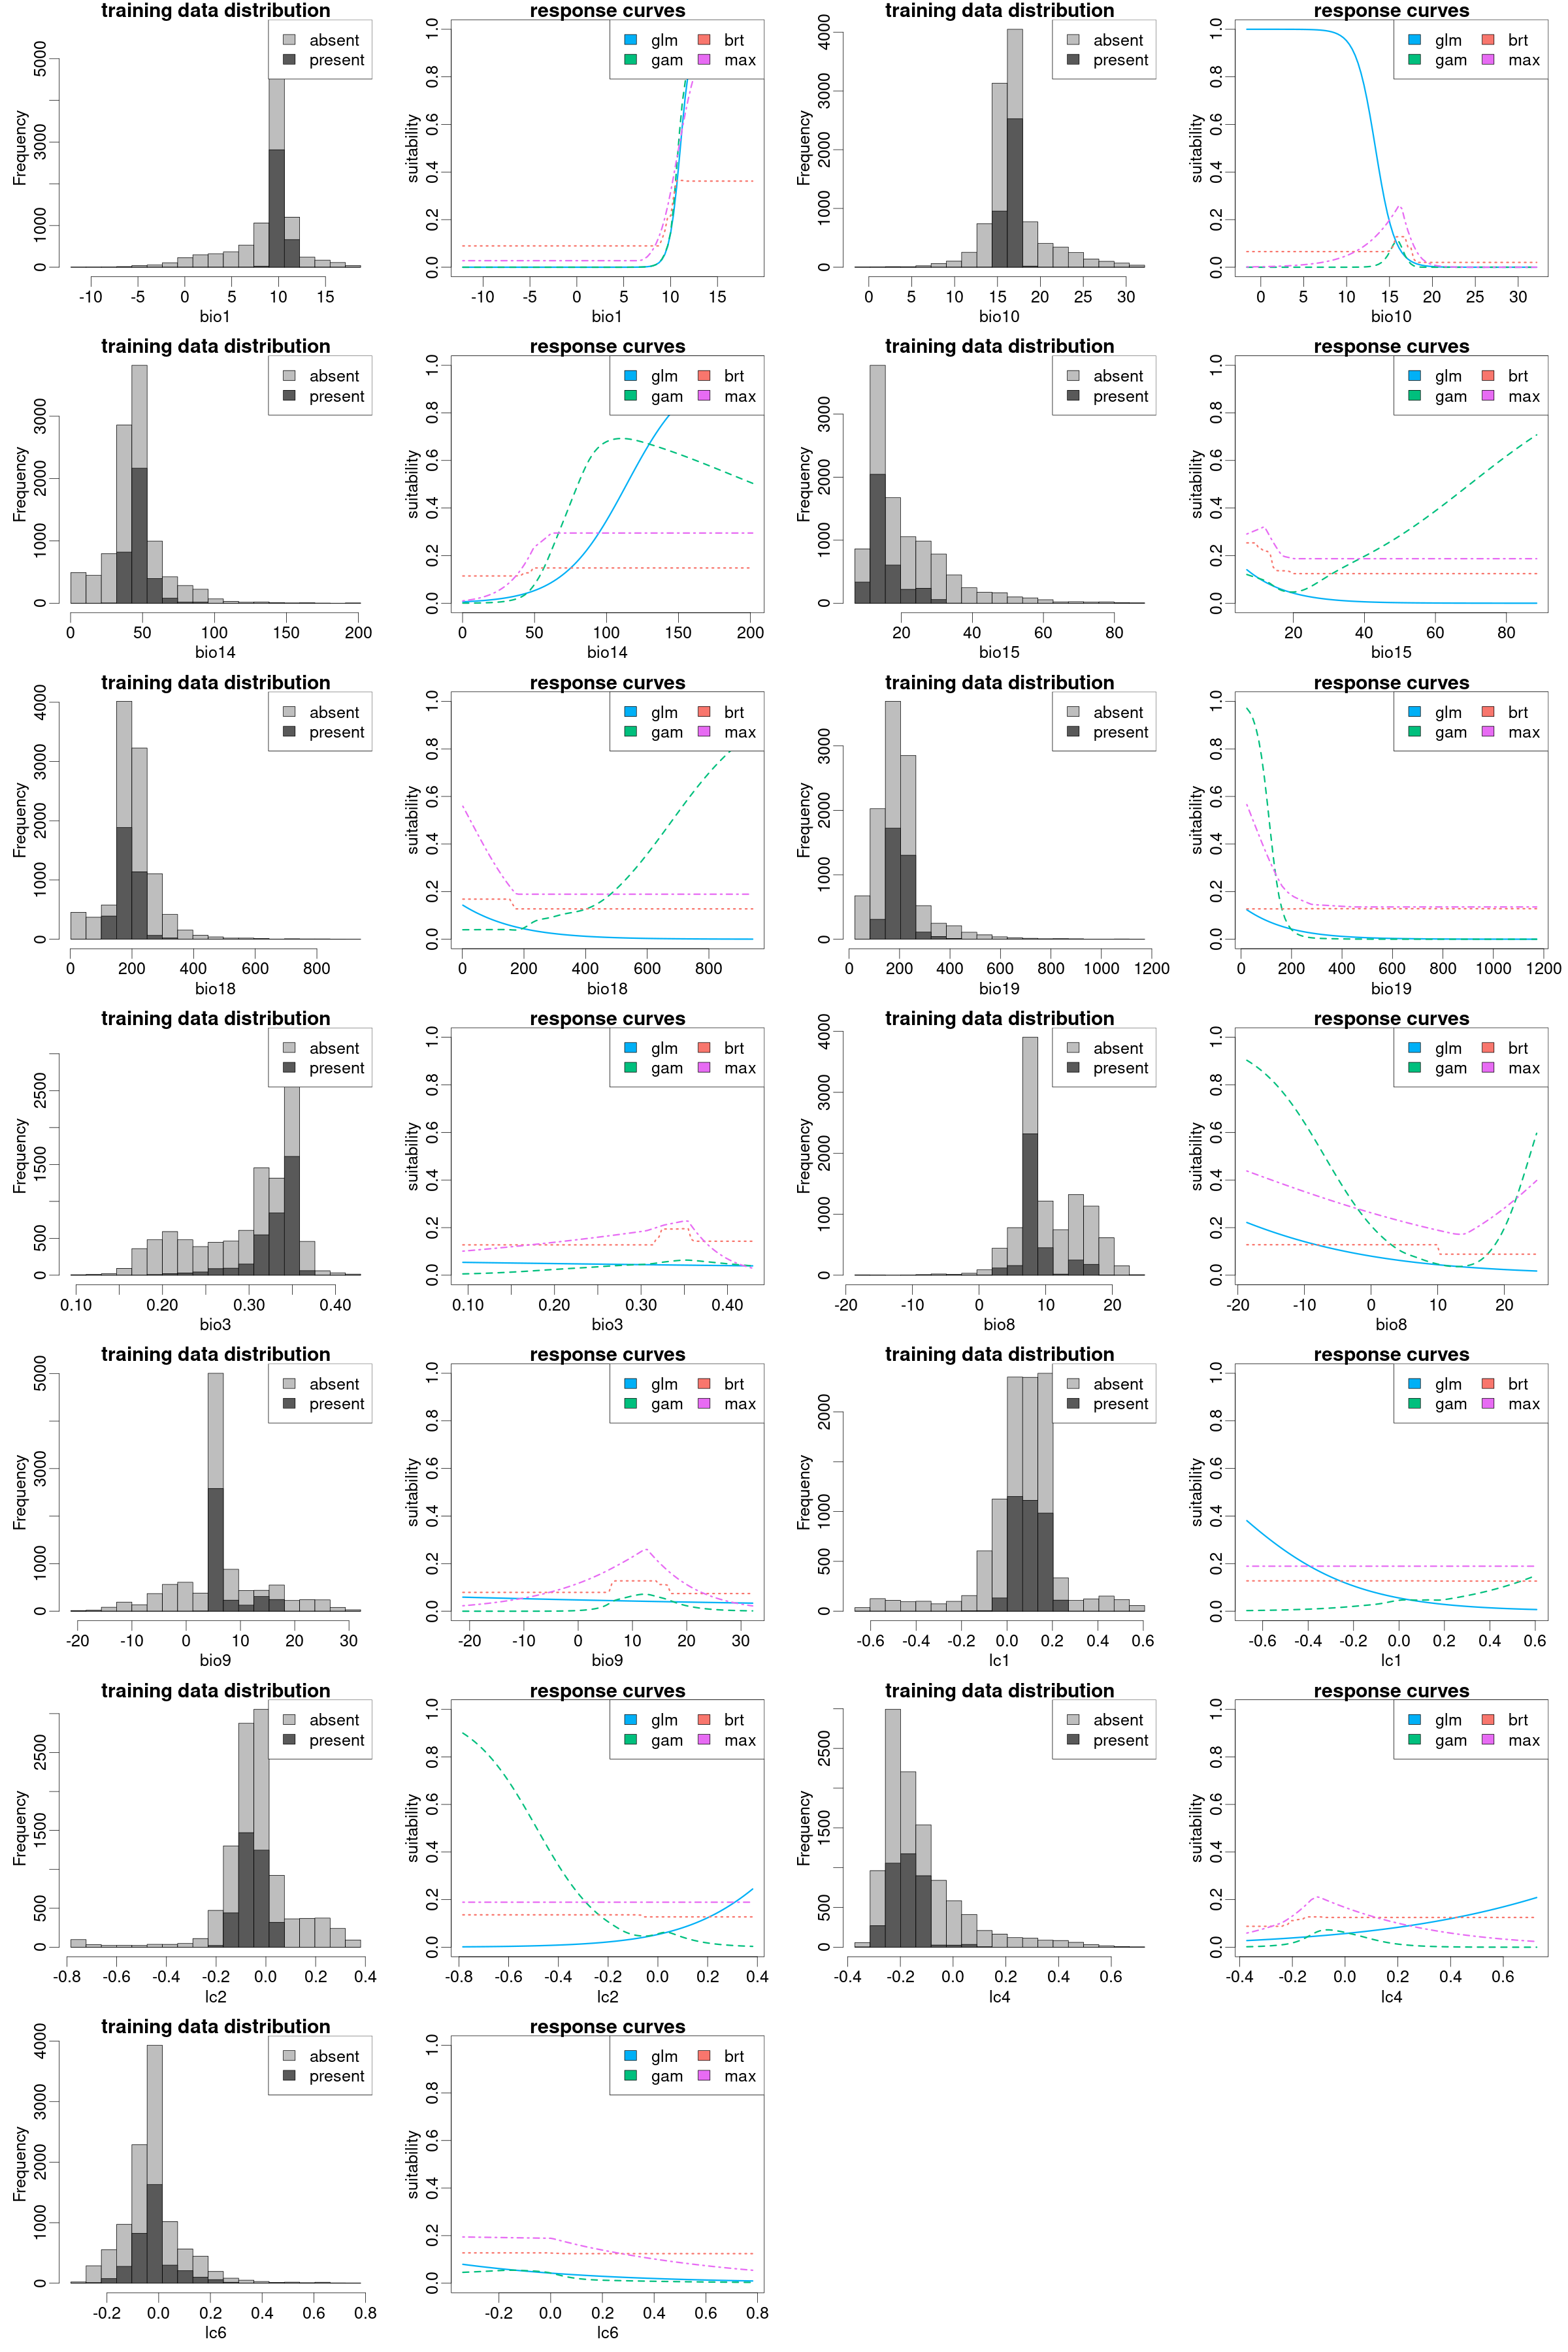 training data distribution
response curves
training data distribution
response curves
absent
present
glm
gam
brt
max
absent
present
glm
gam
brt
max
Frequency
0 1000 3000 5000
suitability
0.0 0.2 0.4 0.6 0.8 1.0
Frequency
0 1000 2000 3000 4000
suitability
0.0 0.2 0.4 0.6 0.8 1.0
-10 -5 0 5 10 15
-10 -5 0 5 10 15
0 5 10 15 20 25 30
0 5 10 15 20 25 30
bio1
bio1
bio10
bio10
training data distribution
response curves
training data distribution
response curves
absent
present
glm
gam
brt
max
absent
present
glm
gam
brt
max
Frequency
0 1000 2000 3000
suitability
0.0 0.2 0.4 0.6 0.8 1.0
Frequency
0 1000 2000 3000
suitability
0.0 0.2 0.4 0.6 0.8 1.0
0 50 100 150 200
0 50 100 150 200
20 40 60 80
20 40 60 80
bio14
bio14
bio15
bio15
training data distribution
response curves
training data distribution
response curves
absent
present
glm
gam
brt
max
absent
present
glm
gam
brt
max
Frequency
0 1000 2000 3000 4000
suitability
0.0 0.2 0.4 0.6 0.8 1.0
Frequency
0 1000 2000 3000
suitability
0.0 0.2 0.4 0.6 0.8 1.0
0 200 400 600 800
0 200 400 600 800
0 200 400 600 800 1000 1200
0 200 400 600 800 1000 1200
bio18
bio18
bio19
bio19
training data distribution
response curves
training data distribution
response curves
absent
present
glm
gam
brt
max
absent
present
glm
gam
brt
max
Frequency
0 500 1500 2500
suitability
0.0 0.2 0.4 0.6 0.8 1.0
Frequency
0 1000 2000 3000 4000
suitability
0.0 0.2 0.4 0.6 0.8 1.0
0.10 0.20 0.30 0.40
0.10 0.20 0.30 0.40
-20 -10 0 10 20
-20 -10 0 10 20
bio3
bio3
bio8
bio8
training data distribution
response curves
training data distribution
response curves
absent
present
glm
gam
brt
max
absent
present
glm
gam
brt
max
Frequency
0 1000 3000 5000
suitability
0.0 0.2 0.4 0.6 0.8 1.0
Frequency
0 500 1000 2000
suitability
0.0 0.2 0.4 0.6 0.8 1.0
-20 -10 0 10 20 30
-20 -10 0 10 20 30
-0.6 -0.4 -0.2 0.0 0.2 0.4 0.6
-0.6 -0.4 -0.2 0.0 0.2 0.4 0.6
bio9
bio9
lc1
lc1
training data distribution
response curves
training data distribution
response curves
absent
present
glm
gam
brt
max
absent
present
glm
gam
brt
max
Frequency
0 500 1500 2500
suitability
0.0 0.2 0.4 0.6 0.8 1.0
Frequency
0 500 1500 2500
suitability
0.0 0.2 0.4 0.6 0.8 1.0
-0.8 -0.6 -0.4 -0.2 0.0 0.2 0.4
-0.8 -0.6 -0.4 -0.2 0.0 0.2 0.4
-0.4 -0.2 0.0 0.2 0.4 0.6
-0.4 -0.2 0.0 0.2 0.4 0.6
lc2
lc2
lc4
lc4
training data distribution
response curves
absent
present
glm
gam
brt
max
Frequency
0 1000 2000 3000 4000
suitability
0.0 0.2 0.4 0.6 0.8 1.0
-0.2 0.0 0.2 0.4 0.6 0.8
-0.2 0.0 0.2 0.4 0.6 0.8
lc6
lc6